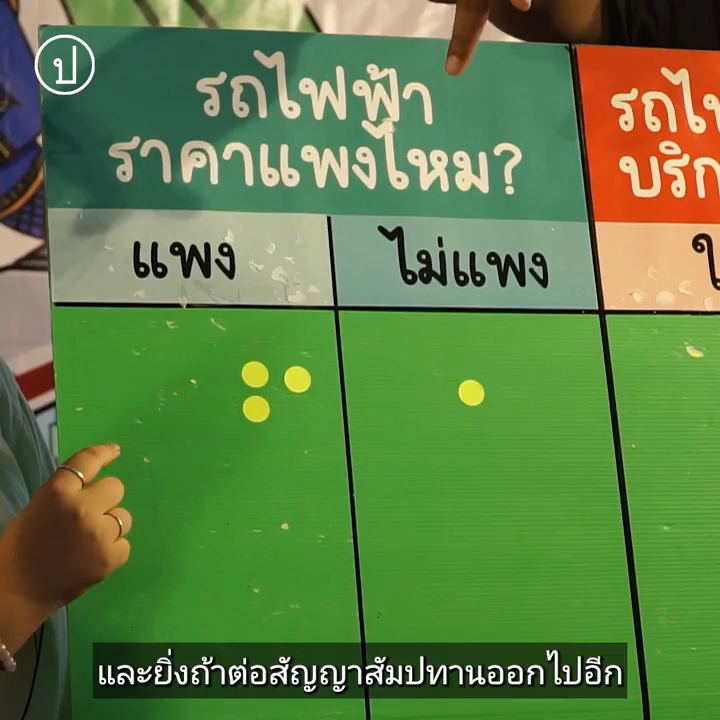 ป
รถไฟฟ้า
ราคาแพงไหม?
แพง
ไม่แพง
และยิ่งถ้าต่อสัญญาสัมปทานออกไปอีก